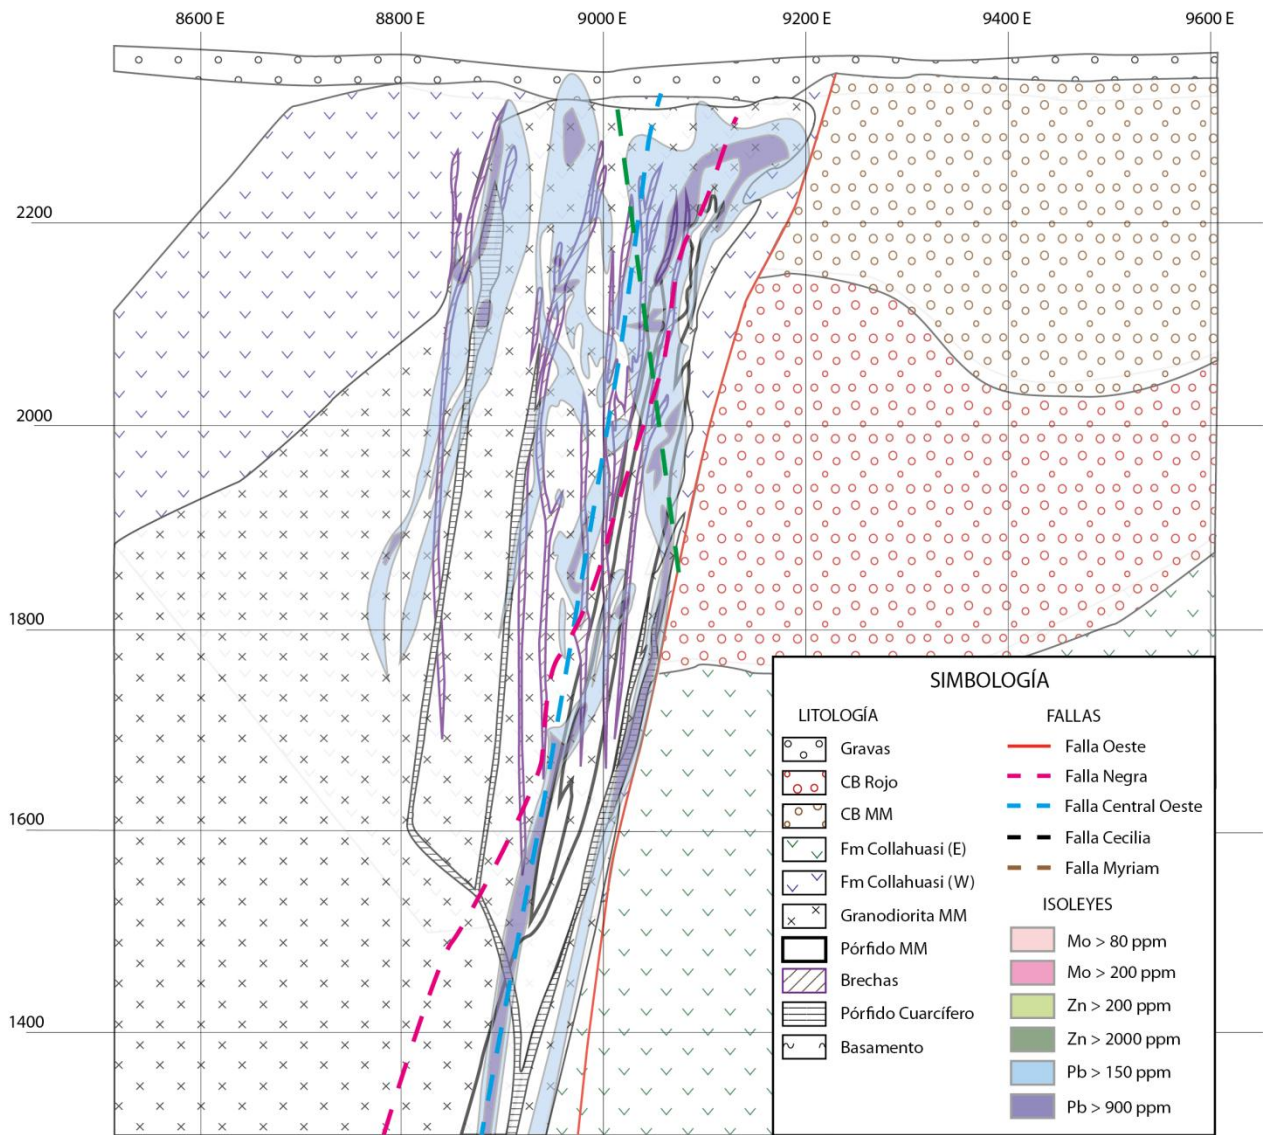 8600 E 8800 E 9000 E 9200 E 9400 E 9600 E
2200
2000
1800
1600
1400
SIMBOLOGÍA
LITOLOGÍA
Gravas
CB Rojo
CB MM
Fm Collahuasi (E)
Fm Collahuasi (W)
Granodiorita MM
Pórfido MM
Brechas
Pórfido Cuarcífero
Basamento
FALLAS
Falla Oeste
Falla Negra
Falla Central Oeste
Falla Cecilia
Falla Myriam
ISOLEYES
Mo > 80 ppm
Mo > 200 ppm
Zn > 200 ppm
Zn > 2000 ppm
Pb > 150 ppm
Pb > 900 ppm